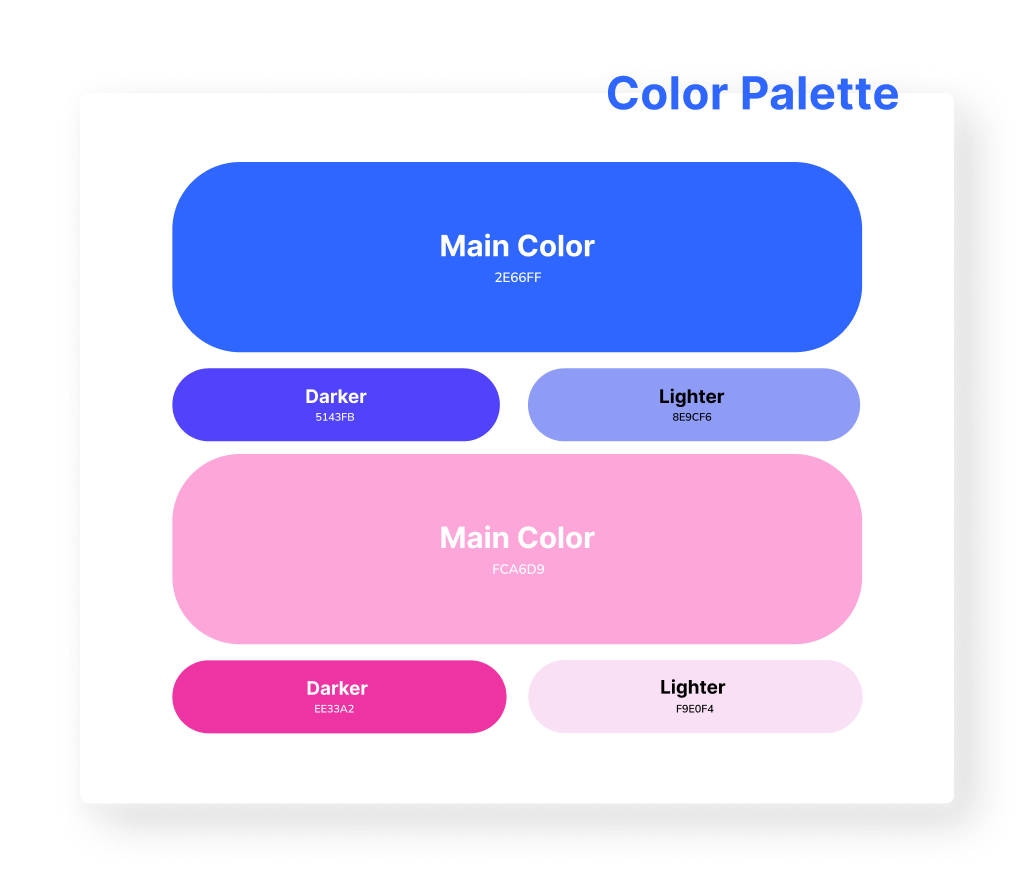 Color Palette
Main Color
2E66FF
Darker
5143FB
Lighter
8E9CF6
Main Color
FCA6D9
Darker
EE33A2
Lighter
F9E0F4